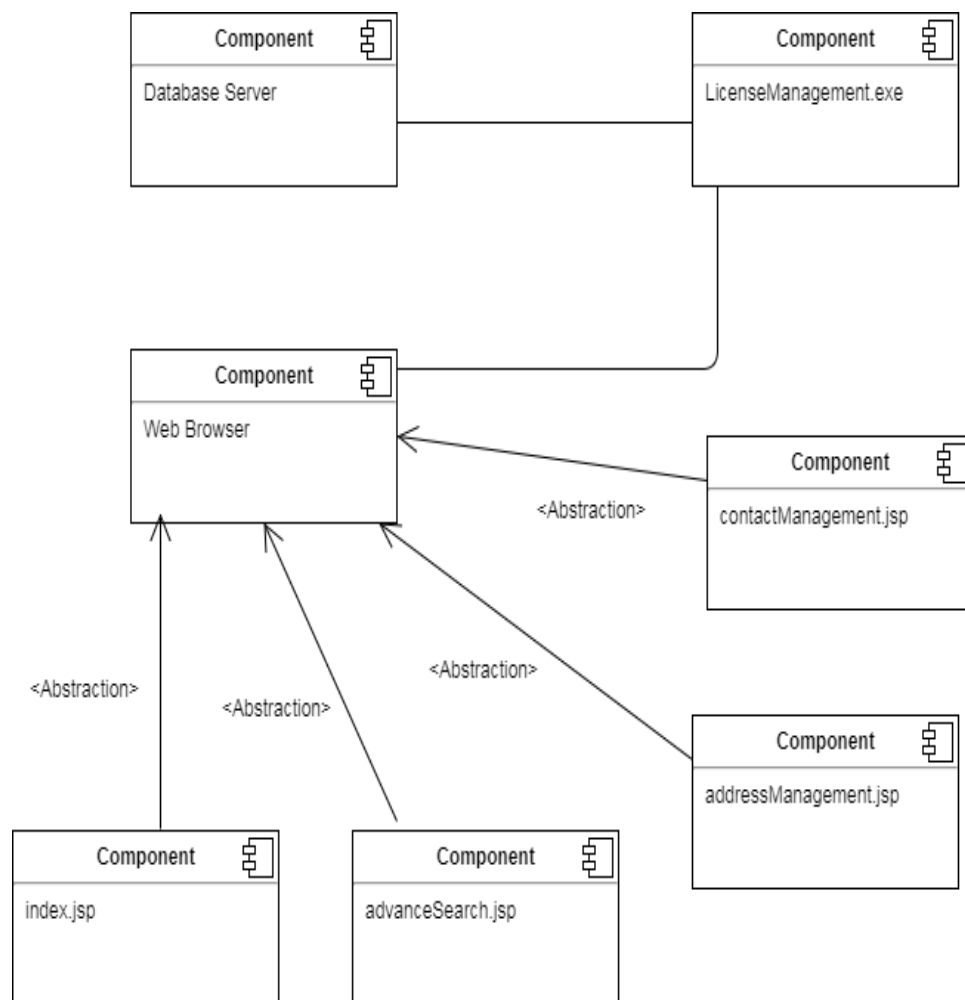 Component
Database Server
Component
LicenseManagement.exe
Component
Web Browser
Component
contactManagement.jsp
<Abstraction>
<Abstraction>
<Abstraction>
<Abstraction>
Component
addressManagement.jsp
Component
index.jsp
Component
advanceSearch.jsp